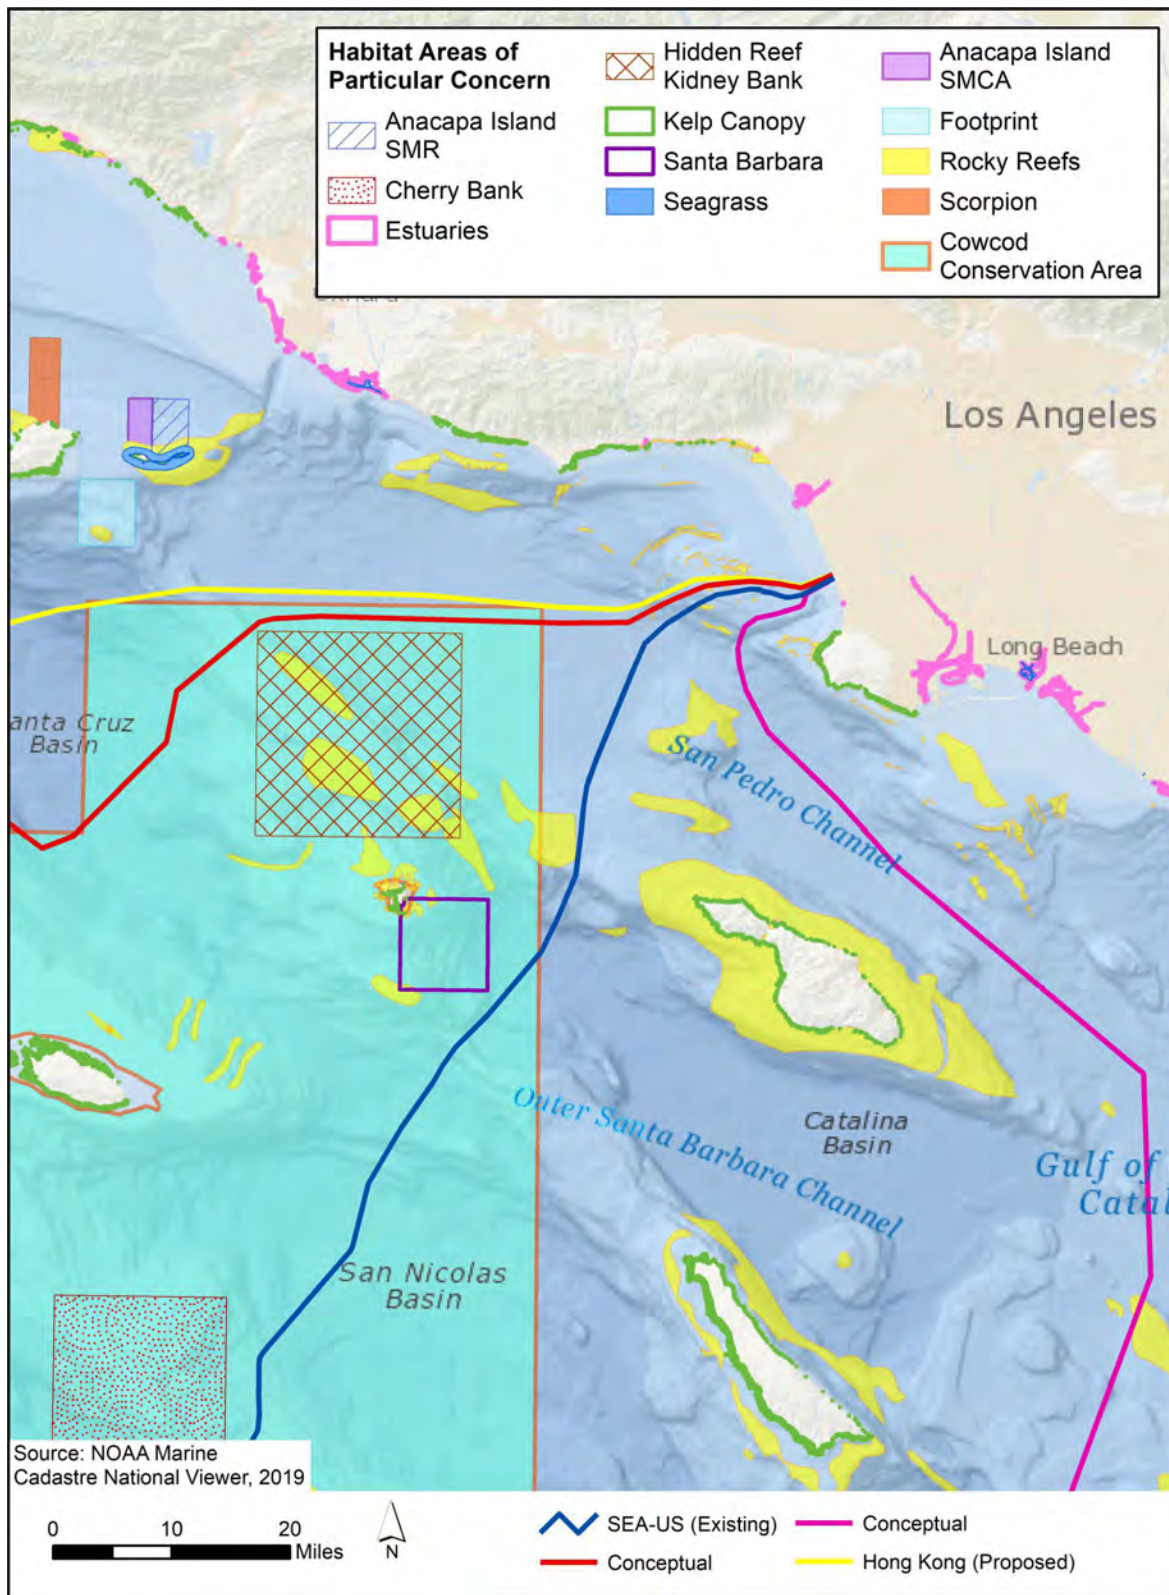 Habitat Areas of
Particular Concern
Anacapa Island
SMR
Cherry Bank
Estuaries
Hidden Reef
Kidney Bank
Kelp Canopy
Santa Barbara
Seagrass
Anacapa Island
SMCA
Footprint
Rocky Reefs
Scorpion
Cowcod
Conservation Area
Los Angeles
Long Beach
anta Cruz
Basin
San Pedro Channel
Catalina
Basin
Outer Santa Barbara Channel
Gulf of
Catal
San Nicolas
Basin
Source: NOAA Marine
Cadastre National Viewer, 2019
0 10 20
Miles
N
SEA-US (Existing)
Conceptual
Conceptual
Hong Kong (Proposed)